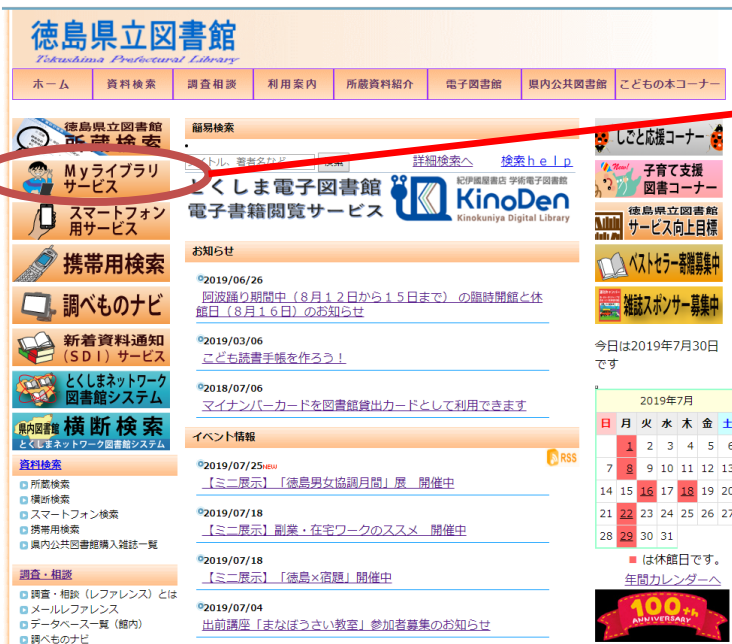 徳島県立図書館
Tokushima Prefectural Library
ホーム 資料検索 調査相談 利用案内 所蔵資料紹介 電子図書館 県内公共図書館 こどもの本コーナー
徳島県立図書館
所蔵検索
Myライブラリ
サービス
スマートフォン
用サービス
携帯用検索
調べものナビ
新着資料通知
(SDI) サービス
とくしまネットワーク
図書館システム
県内図書館 横断検索
とくしまネットワーク図書館システム
資料検索
所蔵検索
横断検索
スマートフォン検索
携帯用検索
県内公共図書館購入雑誌一覧
調査・相談
調査・相談（レファレンス）とは
メールレファレンス
データベース一覧（館内）
調べものナビ
簡易検索
タイトル、著者名など 検索 詳細検索へ 検索help
とくしま電子図書館
電子書籍閲覧サービス
紀伊國屋書店 学術電子図書館
KinoDen
Kinokuniya Digital Library
お知らせ
2019/06/26
阿波踊り期間中（8月12日から15日まで） の臨時開館と休
館日（8月16日）のお知らせ
2019/03/06
こども読書手帳を作ろう！
2018/07/06
マイナンバーカードを図書館貸出カードとして利用できます
イベント情報
RSS
2019/07/25 NEW
【ミニ展示】「徳島男女協調月間」展 開催中
2019/07/18
【ミニ展示】副業・在宅ワークのススメ 開催中
2019/07/18
【ミニ展示】「徳島×宿題」開催中
2019/07/04
出前講座「まなぼうさい教室」参加者募集のお知らせ
しごと応援コーナー
New!
子育て支援
図書コーナー
徳島県立図書館
サービス向上目標
ベストセラー寄贈募集中
雑誌スポンサー募集中
今日は2019年7月30日
です
2019年7月
日 月 火 水 木 金 土
1 2 3 4 5 6
7 8 9 10 11 12 13
14 15 16 17 18 19 20
21 22 23 24 25 26 27
28 29 30 31
は休館日です。
年間カレンダーへ
100th
ANNIVERSARY